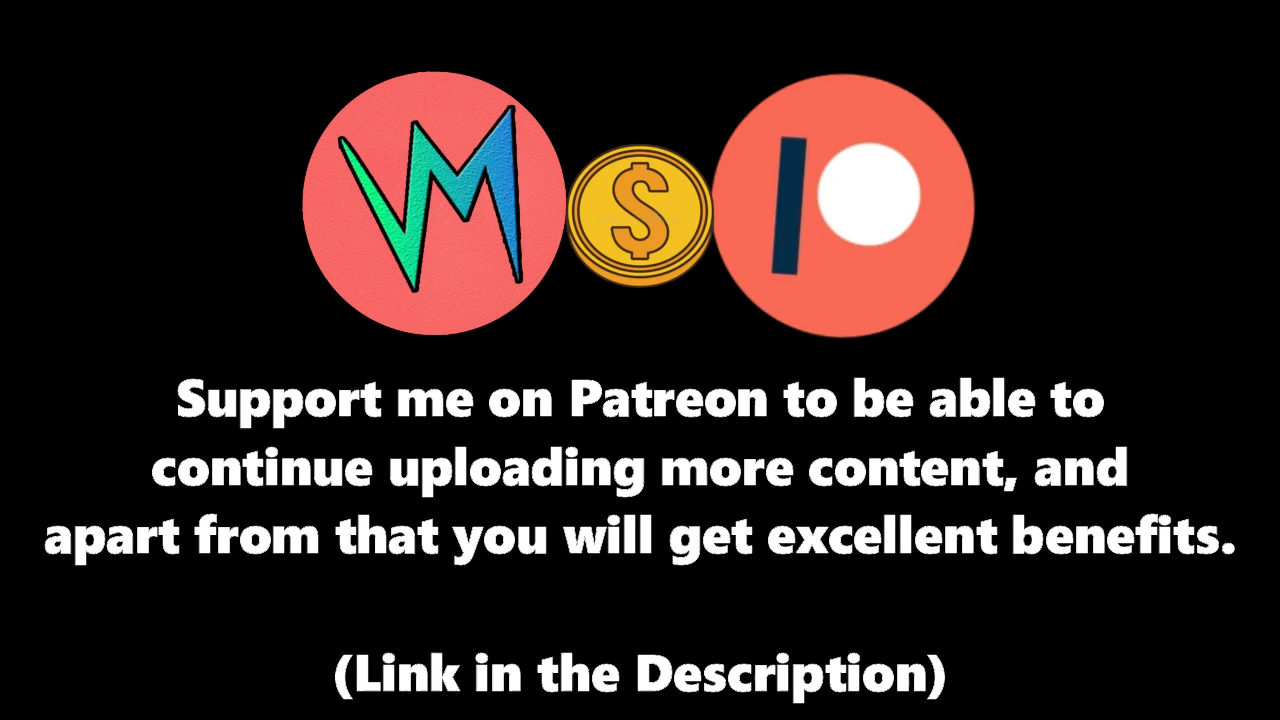 VM
$
Support me on Patreon to be able to
continue uploading more content, and
apart from that you will get excellent benefits.
(Link in the Description)